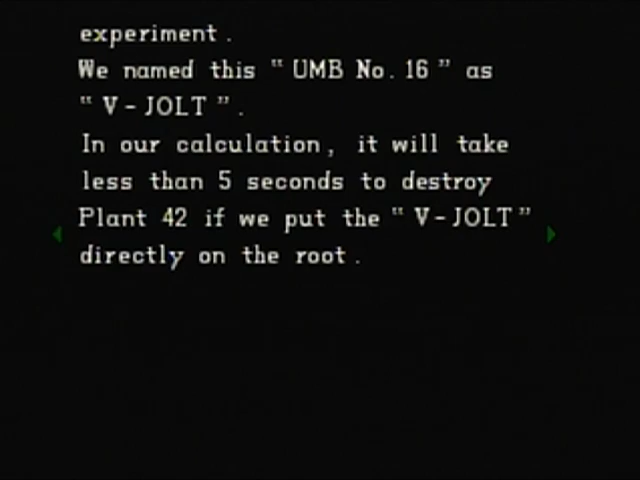 experiment.
We named this "UMB No. 16" as
"V-JOLT".
In our calculation, it will take
less than 5 seconds to destroy
Plant 42 if we put the "V-JOLT"
directly on the root.